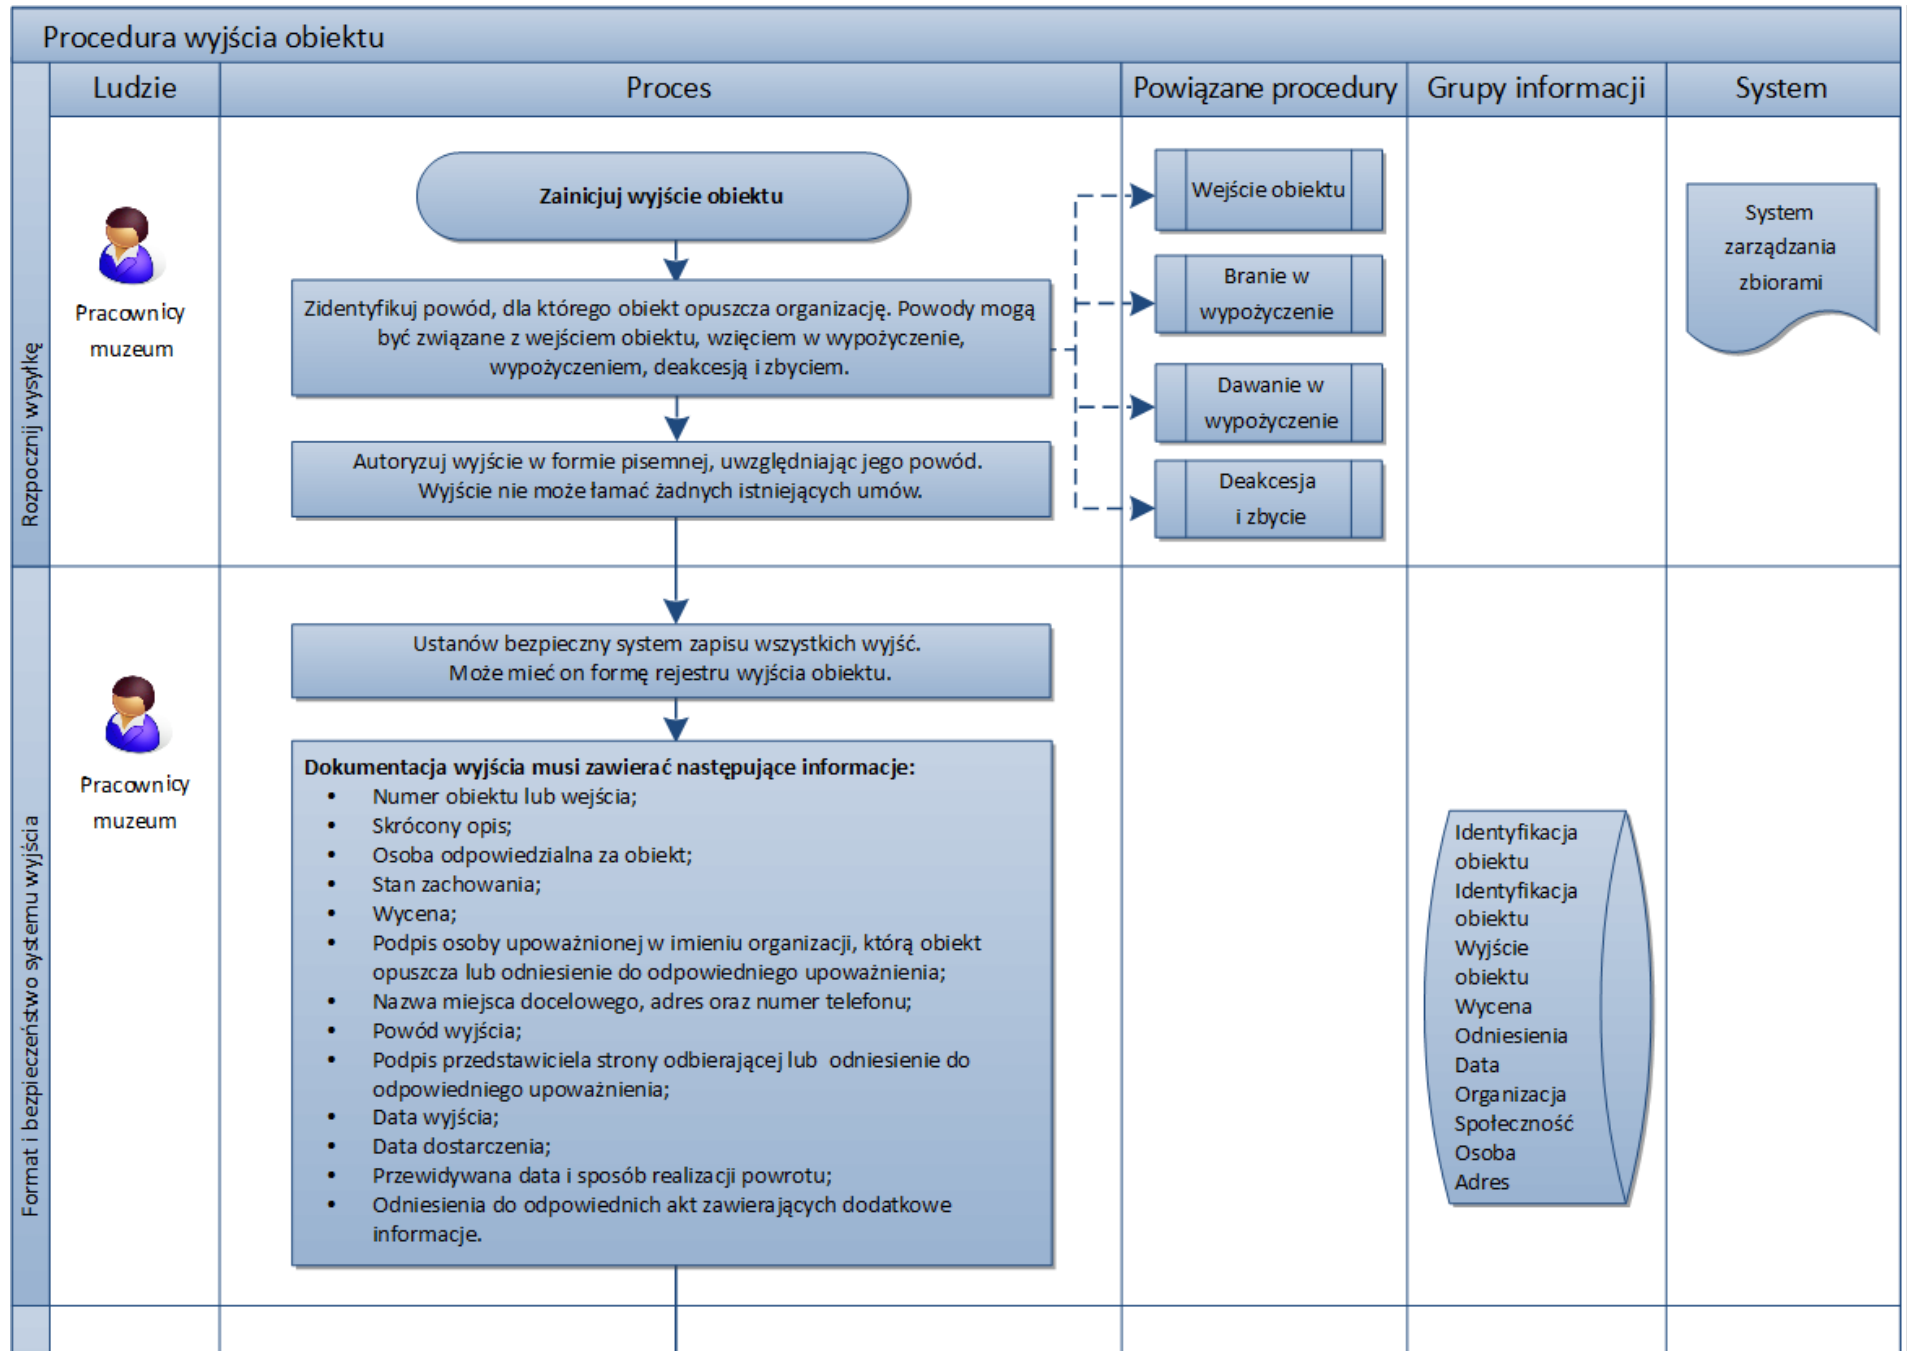 Procedura wyjścia obiektu
Ludzie
Proces
Powiązane procedury
Grupy informacji
System
Rozpocznij wysyłkę
Pracownicy
muzeum
Zainicjuj wyjście obiektu
Zidentyfikuj powód, dla którego obiekt opuszcza organizację. Powody mogą
być związane z wejściem obiektu, wzięciem w wypożyczenie,
wypożyczeniem, deakcesją i zbyciem.
Autoryzuj wyjście w formie pisemnej, uwzględniając jego powód.
Wyjście nie może łamać żadnych istniejących umów.
Wejście obiektu
Branie w
wypożyczenie
Dawanie w
wypożyczenie
Deakcesja
i zbycie
System
zarządzania
zbiorami
Format i bezpieczeństwo systemu wyjścia
Pracownicy
muzeum
Ustanów bezpieczny system zapisu wszystkich wyjść.
Może mieć on formę rejestru wyjścia obiektu.
Dokumentacja wyjścia musi zawierać następujące informacje:
• Numer obiektu lub wejścia;
• Skrócony opis;
• Osoba odpowiedzialna za obiekt;
• Stan zachowania;
• Wycena;
• Podpis osoby upoważnionej w imieniu organizacji, którą obiekt
opuszcza lub odniesienie do odpowiedniego upoważnienia;
• Nazwa miejsca docelowego, adres oraz numer telefonu;
• Powód wyjścia;
• Podpis przedstawiciela strony odbierającej lub odniesienie do
odpowiedniego upoważnienia;
• Data wyjścia;
• Data dostarczenia;
• Przewidywana data i sposób realizacji powrotu;
• Odniesienia do odpowiednich akt zawierających dodatkowe
informacje.
Identyfikacja
obiektu
Identyfikacja
obiektu
Wyjście
obiektu
Wycena
Odniesienia
Data
Organizacja
Społeczność
Osoba
Adres